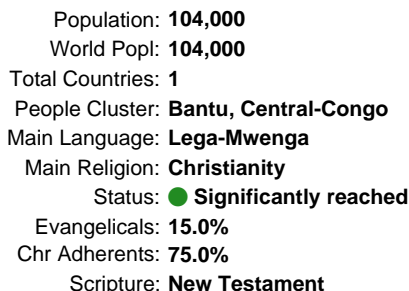 Population: 104,000
World Popl: 104,000
Total Countries: 1
People Cluster: Bantu, Central-Congo
Main Language: Lega-Mwenga
Main Religion: Christianity
Status: Significantly reached
Evangelicals: 15.0%
Chr Adherents: 75.0%
Scripture: New Testament